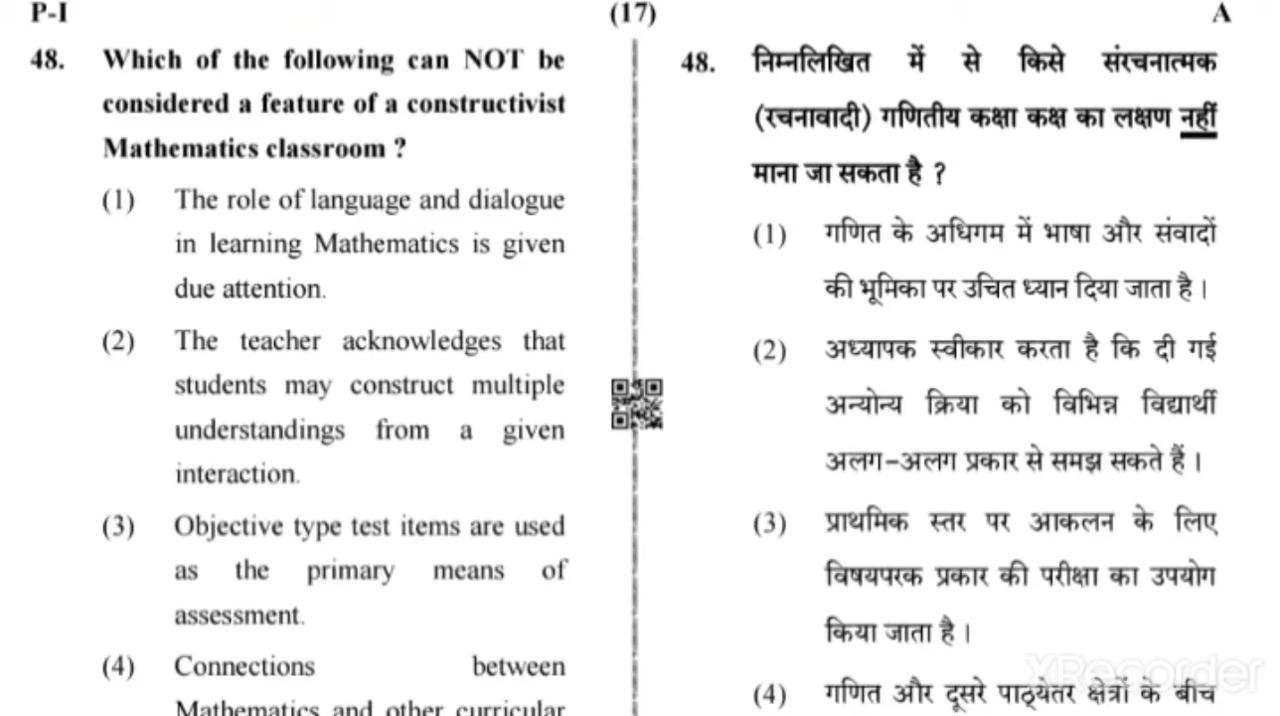 P-I
(17)
A
48. Which of the following can NOT be
considered a feature of a constructivist
Mathematics classroom ?
(1) The role of language and dialogue
in learning Mathematics is given
due attention.
(2) The teacher acknowledges that
students may construct multiple
understandings from a given
interaction.
(3) Objective type test items are used
as the primary means of
assessment.
(4) Connections between
Mathematics and other curricular
48. निम्नलिखित में से किसे संरचनात्मक
(रचनावादी) गणितीय कक्षा कक्ष का लक्षण नहीं
माना जा सकता है ?
(1) गणित के अधिगम में भाषा और संवादों
की भूमिका पर उचित ध्यान दिया जाता है ।
(2) अध्यापक स्वीकार करता है कि दी गई
अन्योन्य क्रिया को विभिन्न विद्यार्थी
अलग-अलग प्रकार से समझ सकते हैं ।
(3) प्राथमिक स्तर पर आकलन के लिए
विषयपरक प्रकार की परीक्षा का उपयोग
किया जाता है ।
(4) गणित और दूसरे पाठ्येतर क्षेत्रों के बीच
XRecorder